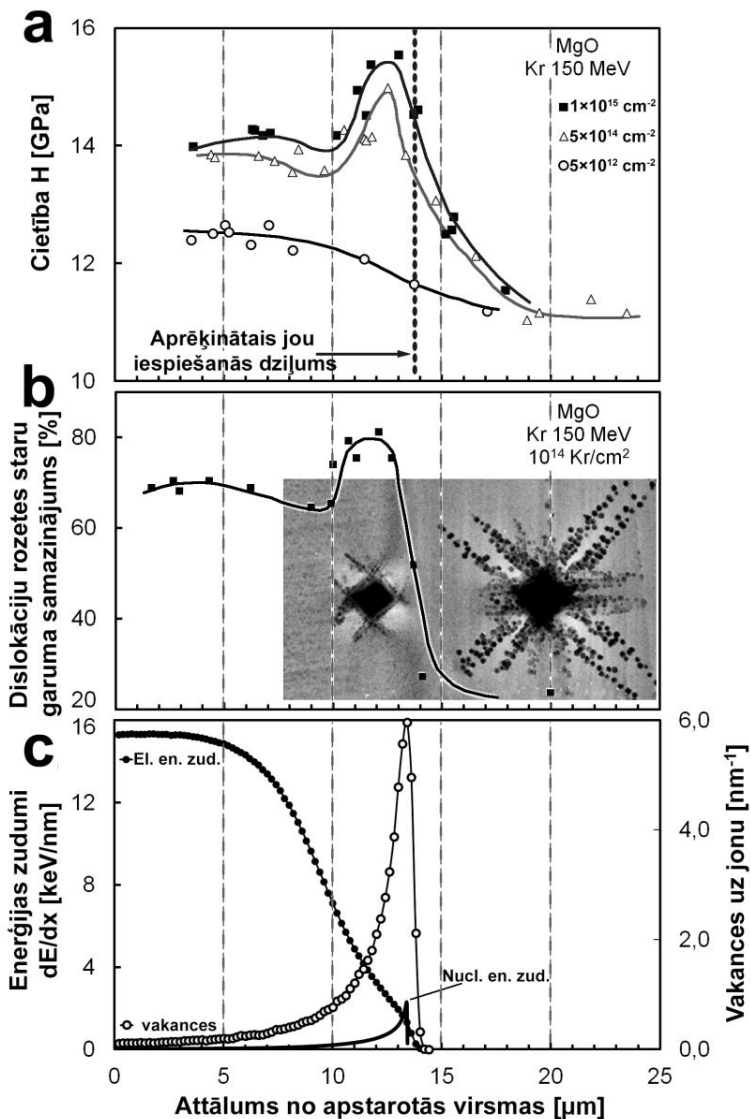 a
16
14
12
10
Cietība H [GPa]
MgO
Kr 150 MeV
■1×10¹⁵ cm⁻²
△5×10¹⁴ cm⁻²
○5×10¹² cm⁻²
Aprēķinātais jou
iespiešanās dziļums
b
80
60
40
20
Dislokāciju rozetes staru
garuma samazinājums [%]
MgO
Kr 150 MeV
10¹⁴ Kr/cm²
c
16
12
8
4
0
Enerģijas zudumi
dE/dx [keV/nm]
El. en. zud.
vakances
Nucl. en. zud.
6,0
4,0
2,0
0,0
Vakances uz jonu [nm⁻¹]
0 5 10 15 20 25
Attālums no apstarotās virsmas [µm]